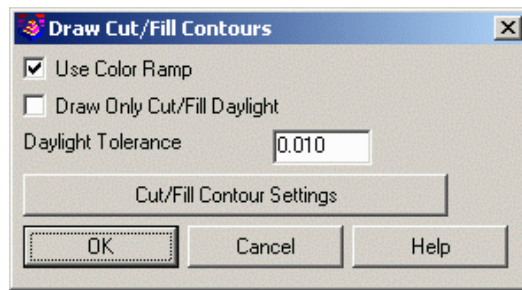 Draw Cut/Fill Contours
Use Color Ramp
Draw Only Cut/Fill Daylight
Daylight Tolerance 0.010
Cut/Fill Contour Settings
OK Cancel Help